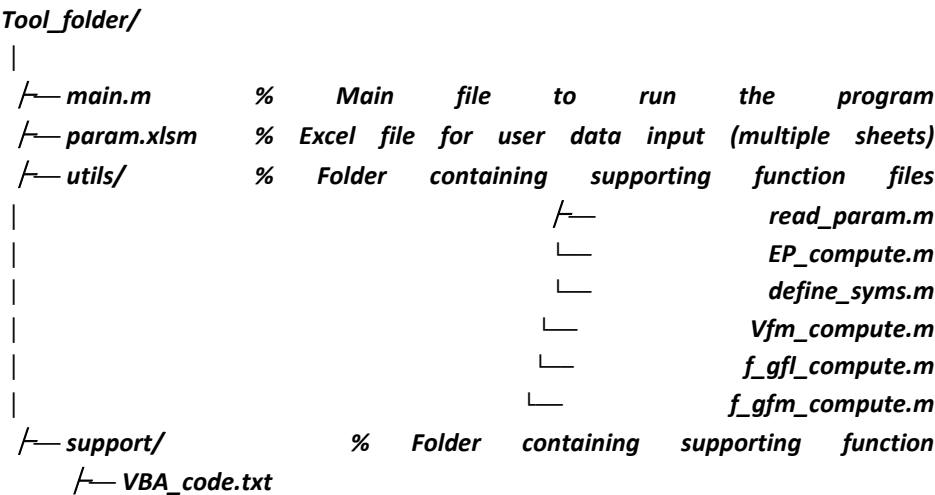 Tool_folder/
│
├── main.m % Main file to run the program
├── param.xlsm % Excel file for user data input (multiple sheets)
├── utils/ % Folder containing supporting function files
│ ├── read_param.m
│ └── EP_compute.m
│ └── define_syms.m
│ └── Vfm_compute.m
│ └── f_gfl_compute.m
│ └── f_gfm_compute.m
├── support/ % Folder containing supporting function
├── VBA_code.txt